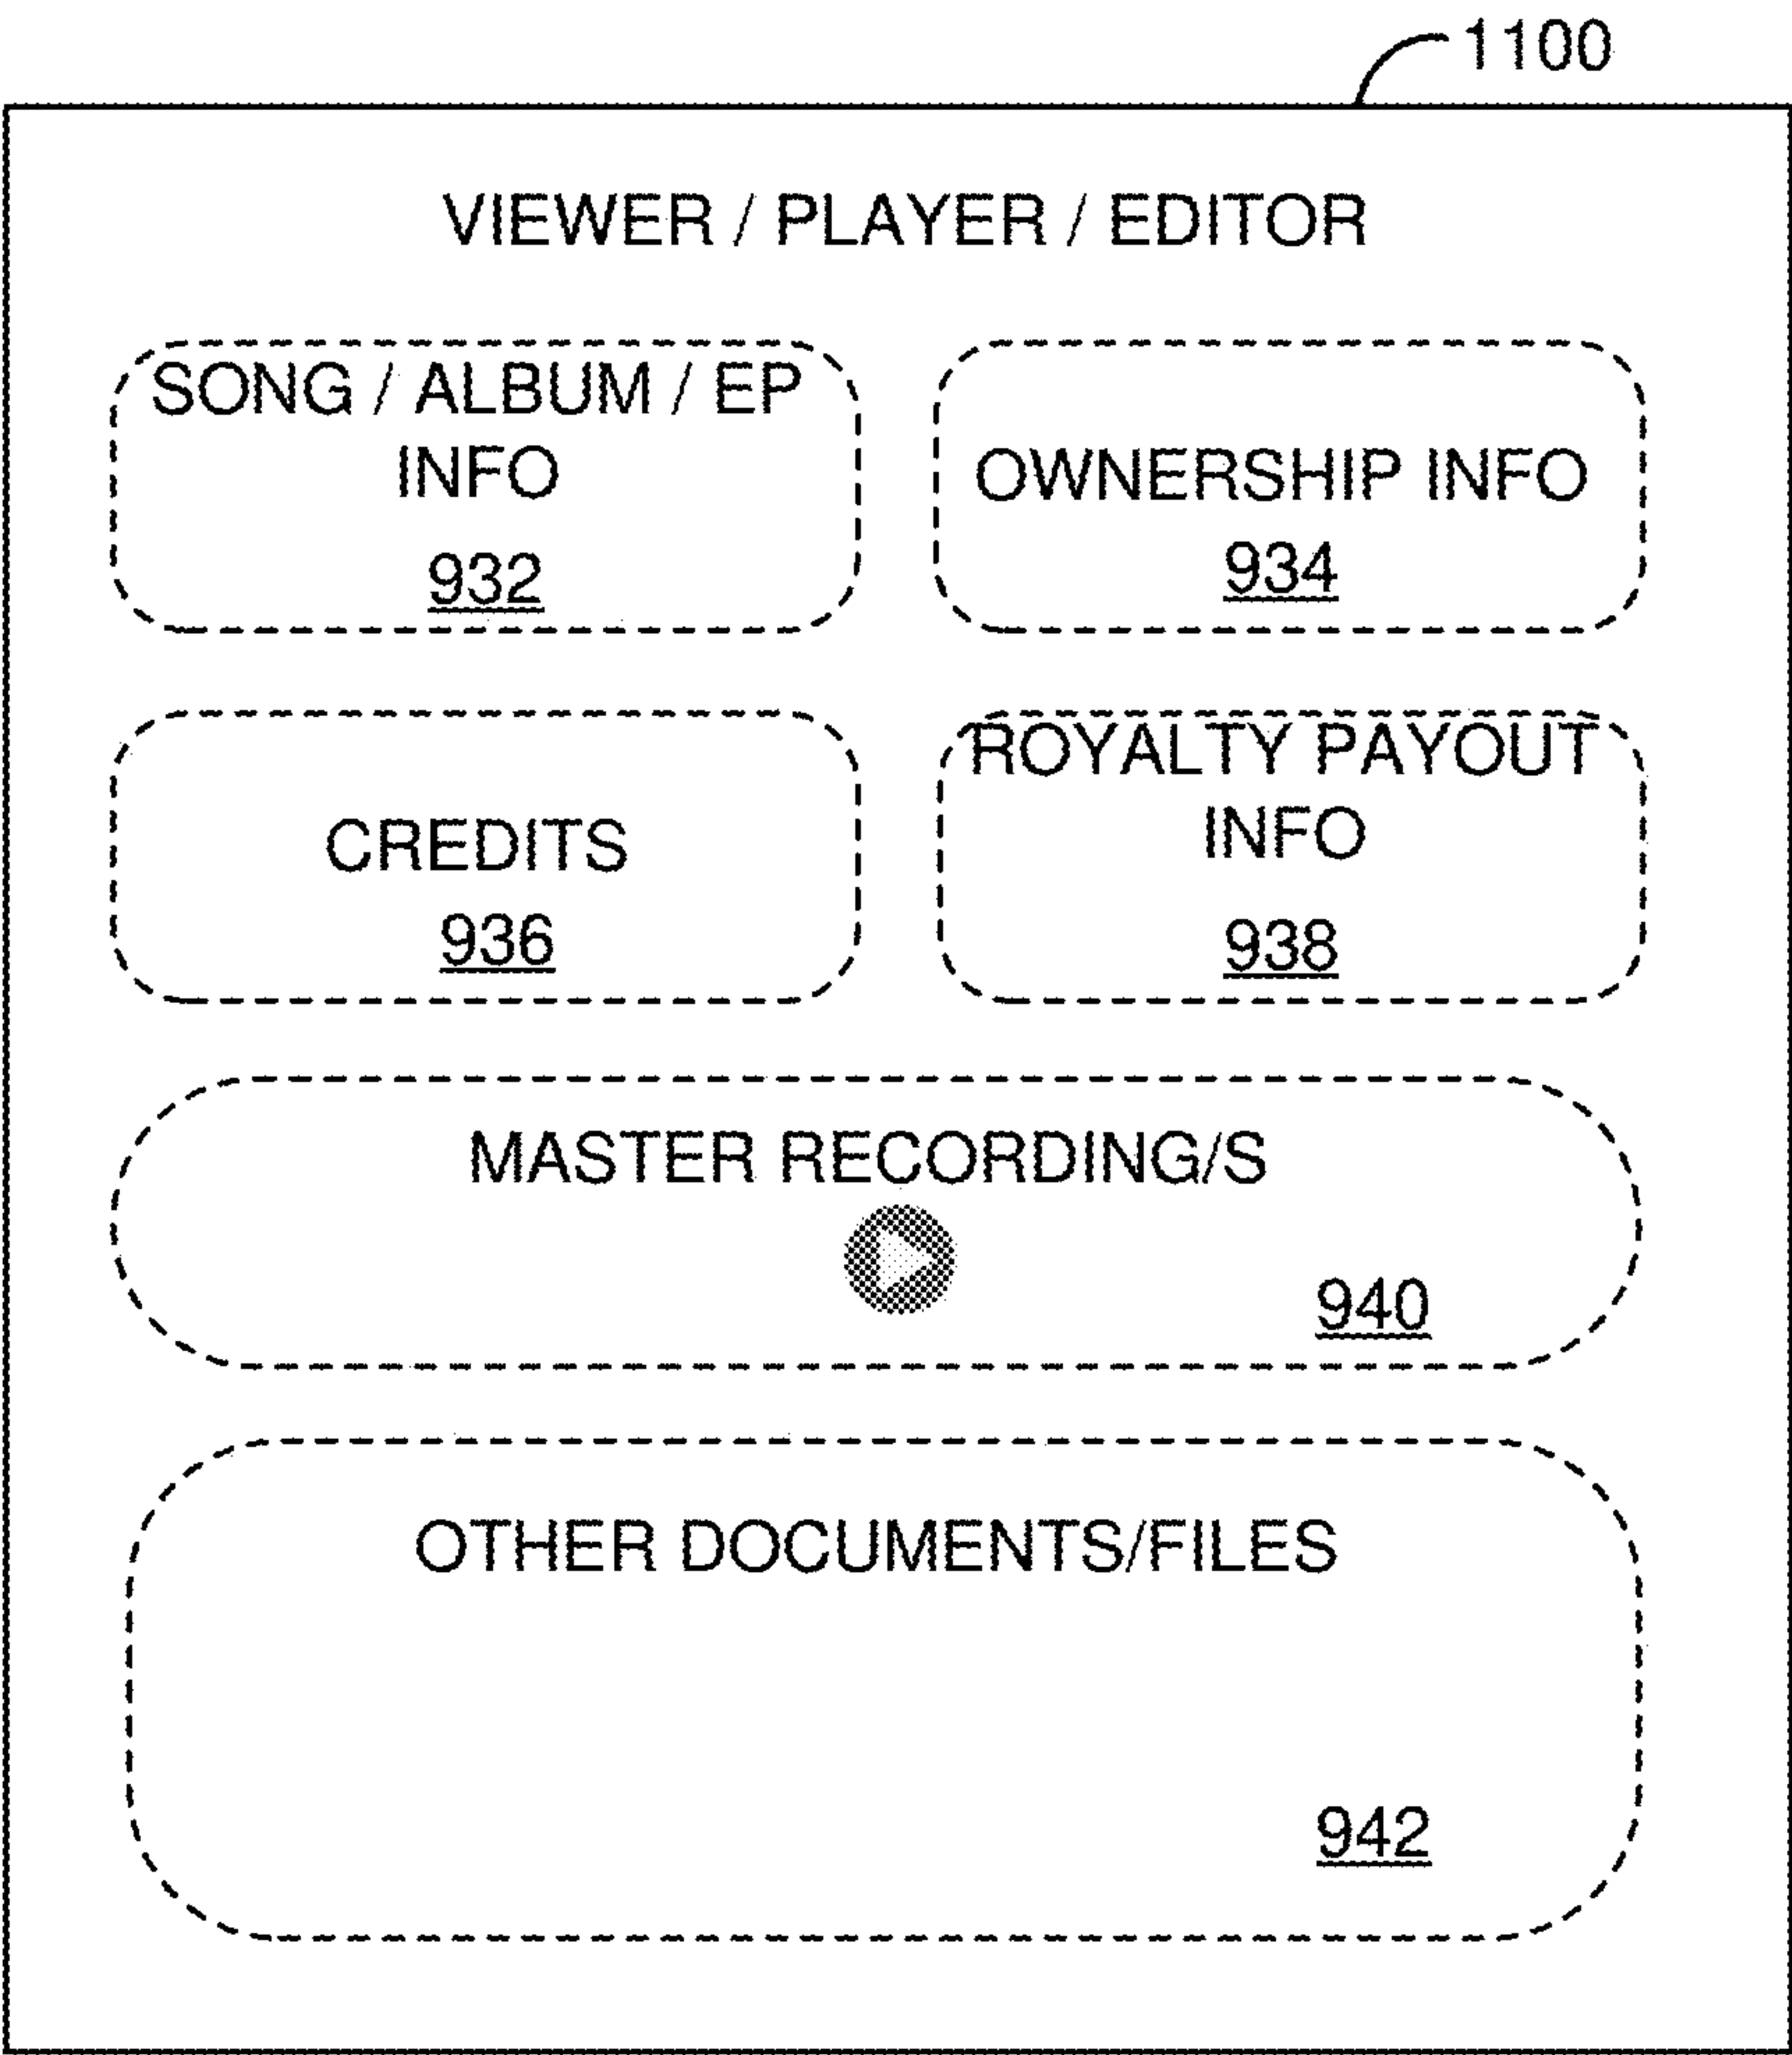 1100
VIEWER / PLAYER / EDITOR
SONG / ALBUM / EP
INFO
932
OWNERSHIP INFO
934
CREDITS
936
ROYALTY PAYOUT
INFO
938
MASTER RECORDING/S
940
OTHER DOCUMENTS/FILES
942